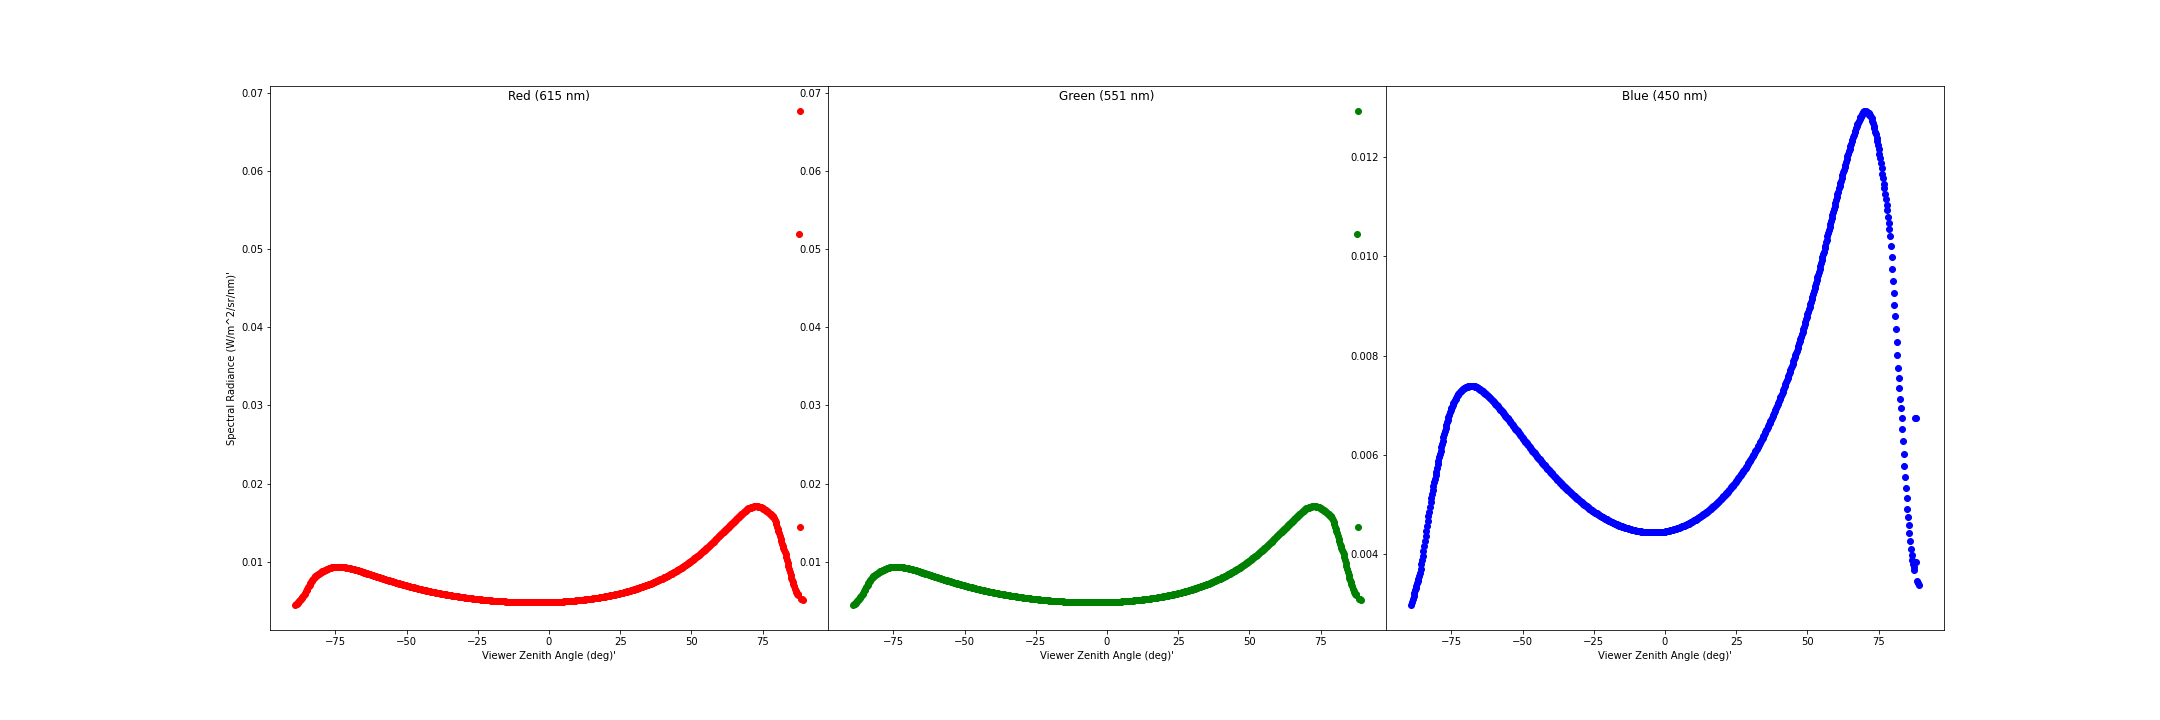 Red (615 nm)
Green (551 nm)
Blue (450 nm)
Spectral Radiance (W/m^2/sr/nm)'
0.07
0.06
0.05
0.04
0.03
0.02
0.01
−75 −50 −25 0 25 50 75
Viewer Zenith Angle (deg)'
0.07
0.06
0.05
0.04
0.03
0.02
0.01
−75 −50 −25 0 25 50 75
Viewer Zenith Angle (deg)'
0.012
0.010
0.008
0.006
0.004
−75 −50 −25 0 25 50 75
Viewer Zenith Angle (deg)'